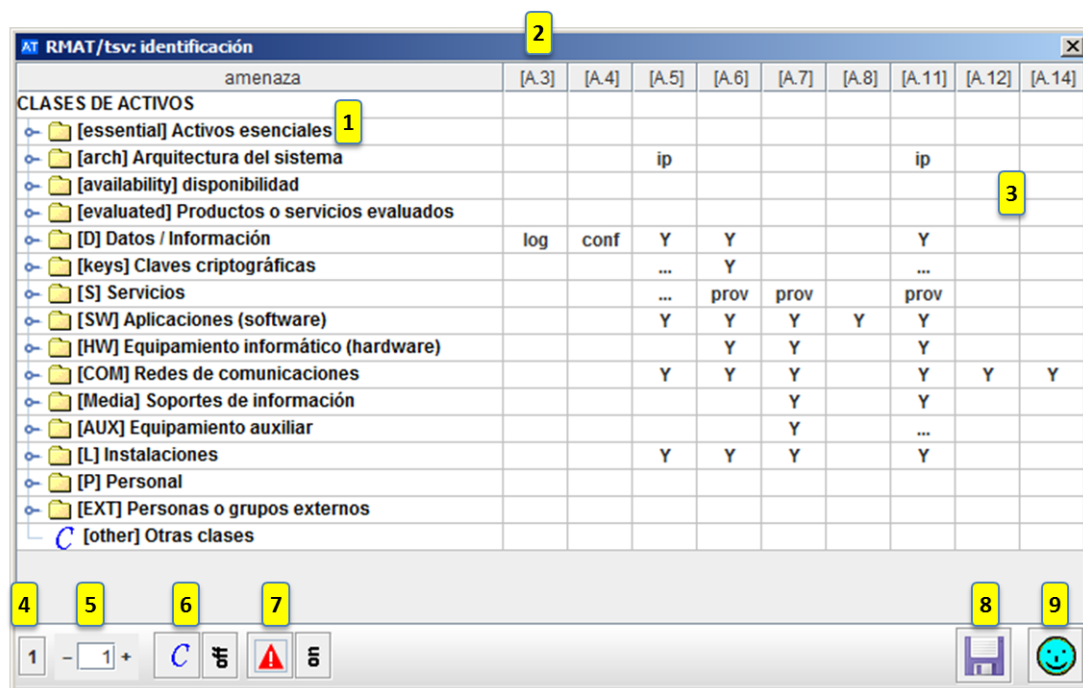 2
AT RMAT/tsv: identificación
amenaza [A.3] [A.4] [A.5] [A.6] [A.7] [A.8] [A.11] [A.12] [A.14]
CLASES DE ACTIVOS
[essential] Activos esenciales 1
[arch] Arquitectura del sistema ip ip
[availability] disponibilidad
3
[evaluated] Productos o servicios evaluados
[D] Datos / Información log conf Y Y Y
[keys] Claves criptográficas ... Y ...
[S] Servicios ... prov prov prov
[SW] Aplicaciones (software) Y Y Y Y Y
[HW] Equipamiento informático (hardware) Y Y Y
[COM] Redes de comunicaciones Y Y Y Y Y Y
[Media] Soportes de información Y Y
[AUX] Equipamiento auxiliar Y ...
[L] Instalaciones Y Y Y Y
[P] Personal
[EXT] Personas o grupos externos
C [other] Otras clases
4 5 6 7 8 9
1 – 1 + C off on